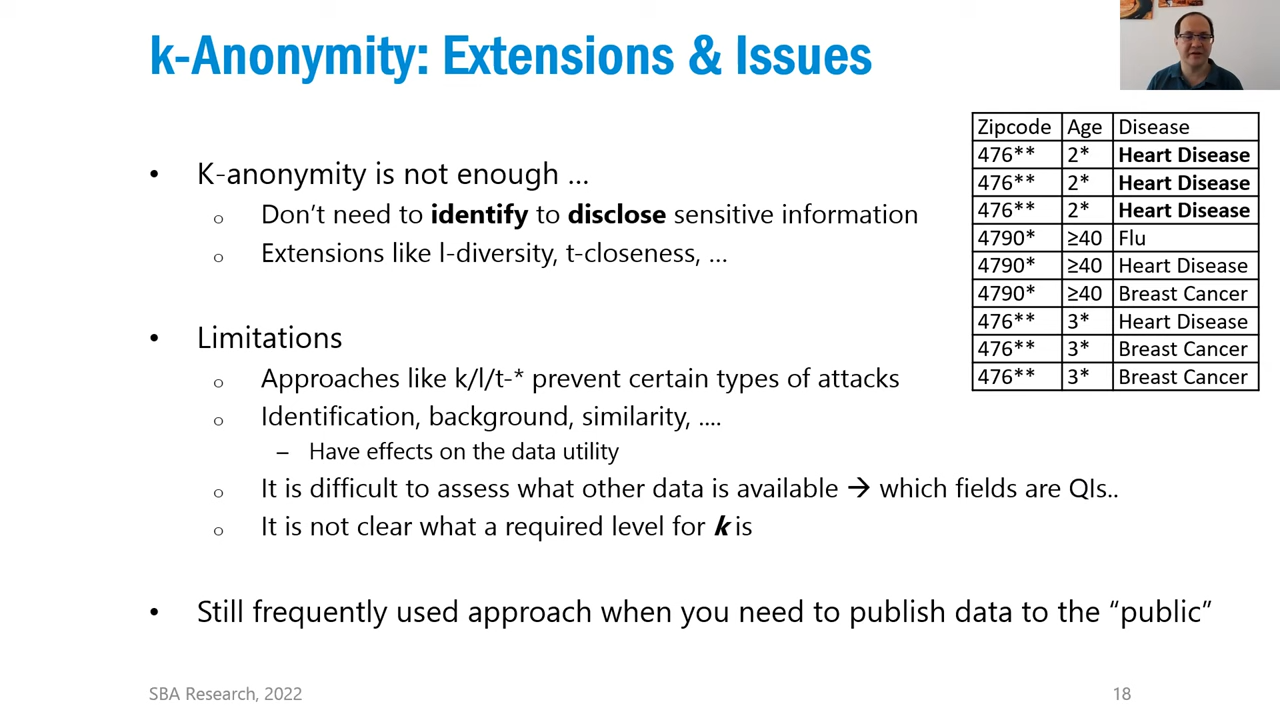 k-Anonymity: Extensions & Issues
• K-anonymity is not enough …
o Don’t need to identify to disclose sensitive information
o Extensions like l-diversity, t-closeness, …
• Limitations
o Approaches like k/l/t-* prevent certain types of attacks
o Identification, background, similarity, ….
– Have effects on the data utility
o It is difficult to assess what other data is available → which fields are QIs..
o It is not clear what a required level for k is
• Still frequently used approach when you need to publish data to the “public”
Zipcode Age Disease
476** 2* Heart Disease
476** 2* Heart Disease
476** 2* Heart Disease
4790* ≥40 Flu
4790* ≥40 Heart Disease
4790* ≥40 Breast Cancer
476** 3* Heart Disease
476** 3* Breast Cancer
476** 3* Breast Cancer
SBA Research, 2022
18